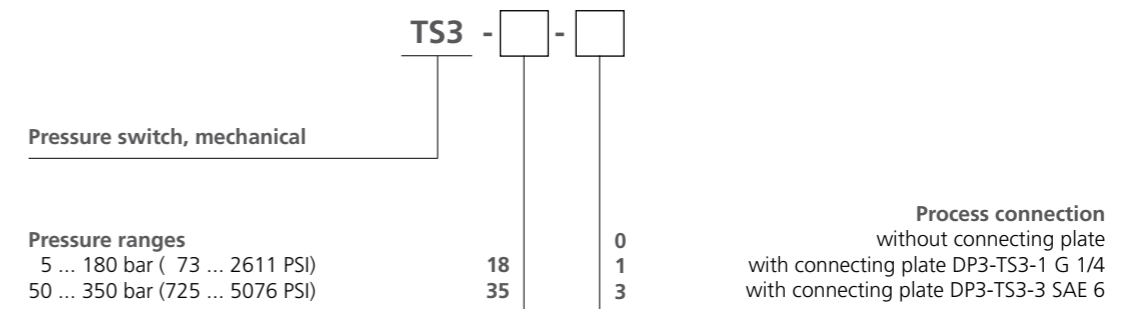 TS3 - -
Pressure switch, mechanical
Process connection
Pressure ranges 0 without connecting plate
5 ... 180 bar ( 73 ... 2611 PSI) 18 1 with connecting plate DP3-TS3-1 G 1/4
50 ... 350 bar (725 ... 5076 PSI) 35 3 with connecting plate DP3-TS3-3 SAE 6